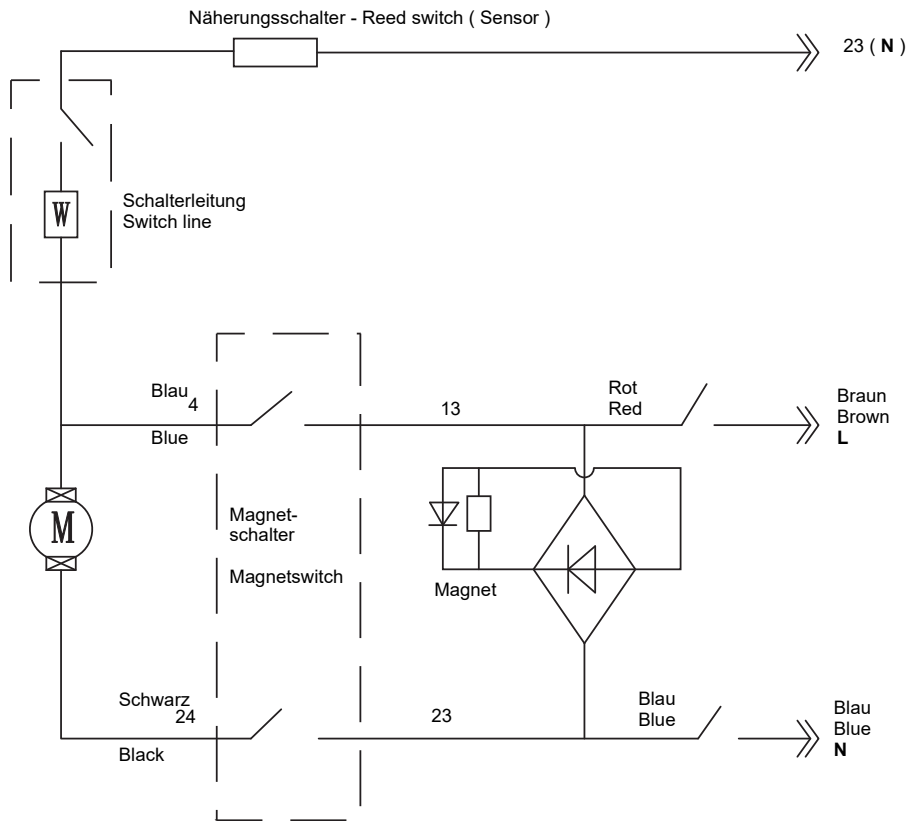 Näherungsschalter - Reed switch ( Sensor )
23 ( N )
W
Schalterleitung
Switch line
Blau
4
Blue
13
Rot
Red
Braun
Brown
L
M
Magnet-
schalter
Magnetswitch
Magnet
Schwarz
24
Black
23
Blau
Blue
Blau
Blue
N